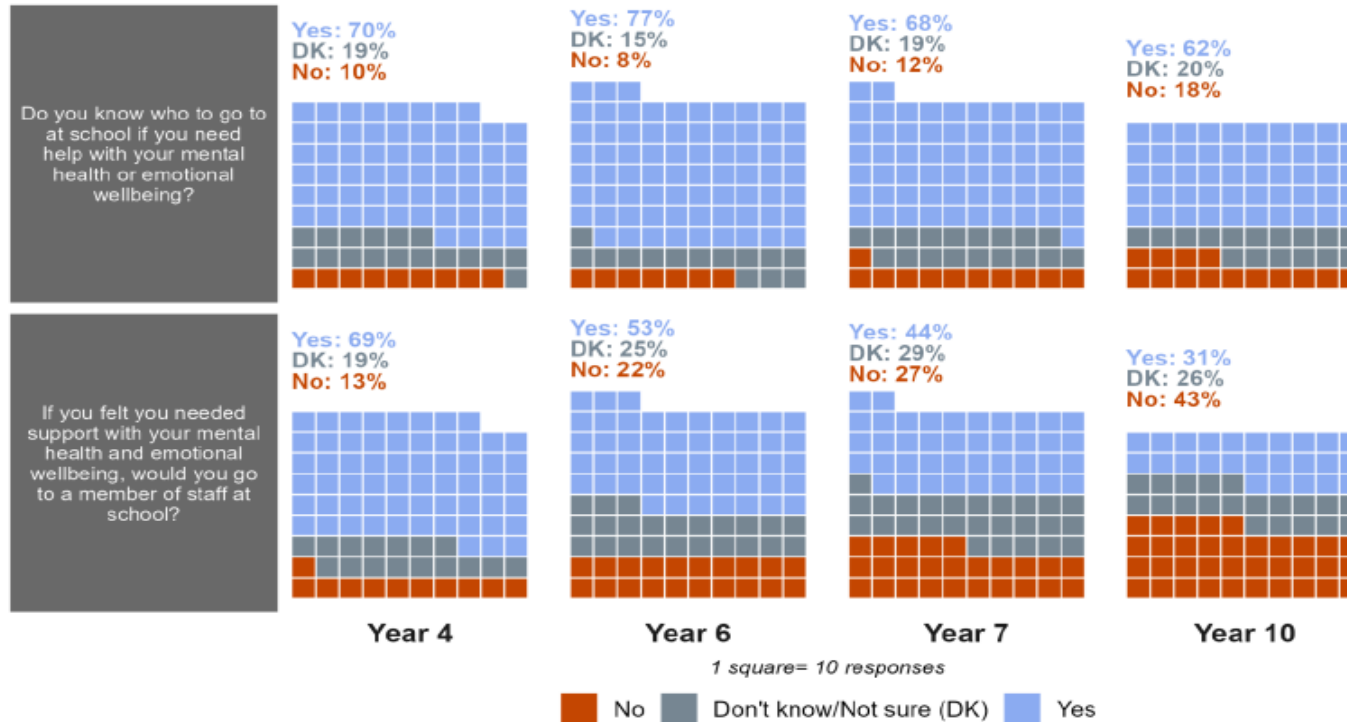 Yes: 70%
DK: 19%
No: 10%
Yes: 77%
DK: 15%
No: 8%
Yes: 68%
DK: 19%
No: 12%
Yes: 62%
DK: 20%
No: 18%
Do you know who to go to
at school if you need
help with your mental
health or emotional
wellbeing?
Yes: 69%
DK: 19%
No: 13%
Yes: 53%
DK: 25%
No: 22%
Yes: 44%
DK: 29%
No: 27%
Yes: 31%
DK: 26%
No: 43%
If you felt you needed
support with your mental
health and emotional
wellbeing, would you go
to a member of staff at
school?
Year 4
Year 6
Year 7
Year 10
1 square= 10 responses
No
Don't know/Not sure (DK)
Yes